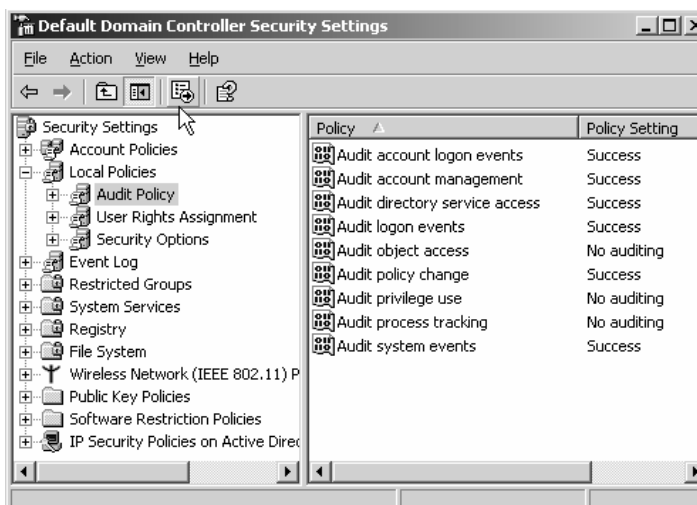 Default Domain Controller Security Settings
File Action View Help
Security Settings
Account Policies
Local Policies
Audit Policy
User Rights Assignment
Security Options
Event Log
Restricted Groups
System Services
Registry
File System
Wireless Network (IEEE 802.11) P
Public Key Policies
Software Restriction Policies
IP Security Policies on Active Direc
Policy Policy Setting
Audit account logon events Success
Audit account management Success
Audit directory service access Success
Audit logon events Success
Audit object access No auditing
Audit policy change Success
Audit privilege use No auditing
Audit process tracking No auditing
Audit system events Success